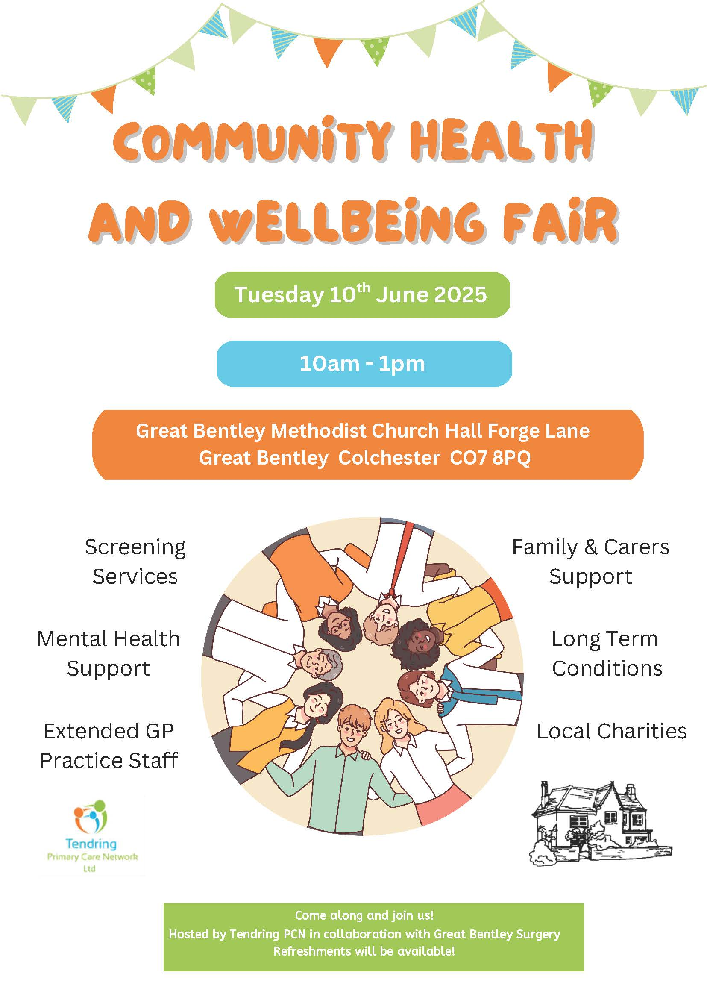 COMMUNITY HEALTH
AND WELLBEING FAIR
Tuesday 10th June 2025
10am - 1pm
Great Bentley Methodist Church Hall Forge Lane
Great Bentley Colchester CO7 8PQ
Screening
Services
Mental Health
Support
Extended GP
Practice Staff
Family & Carers
Support
Long Term
Conditions
Local Charities
Tendring
Primary Care Network
Ltd
Come along and join us!
Hosted by Tendring PCN in collaboration with Great Bentley Surgery
Refreshments will be available!